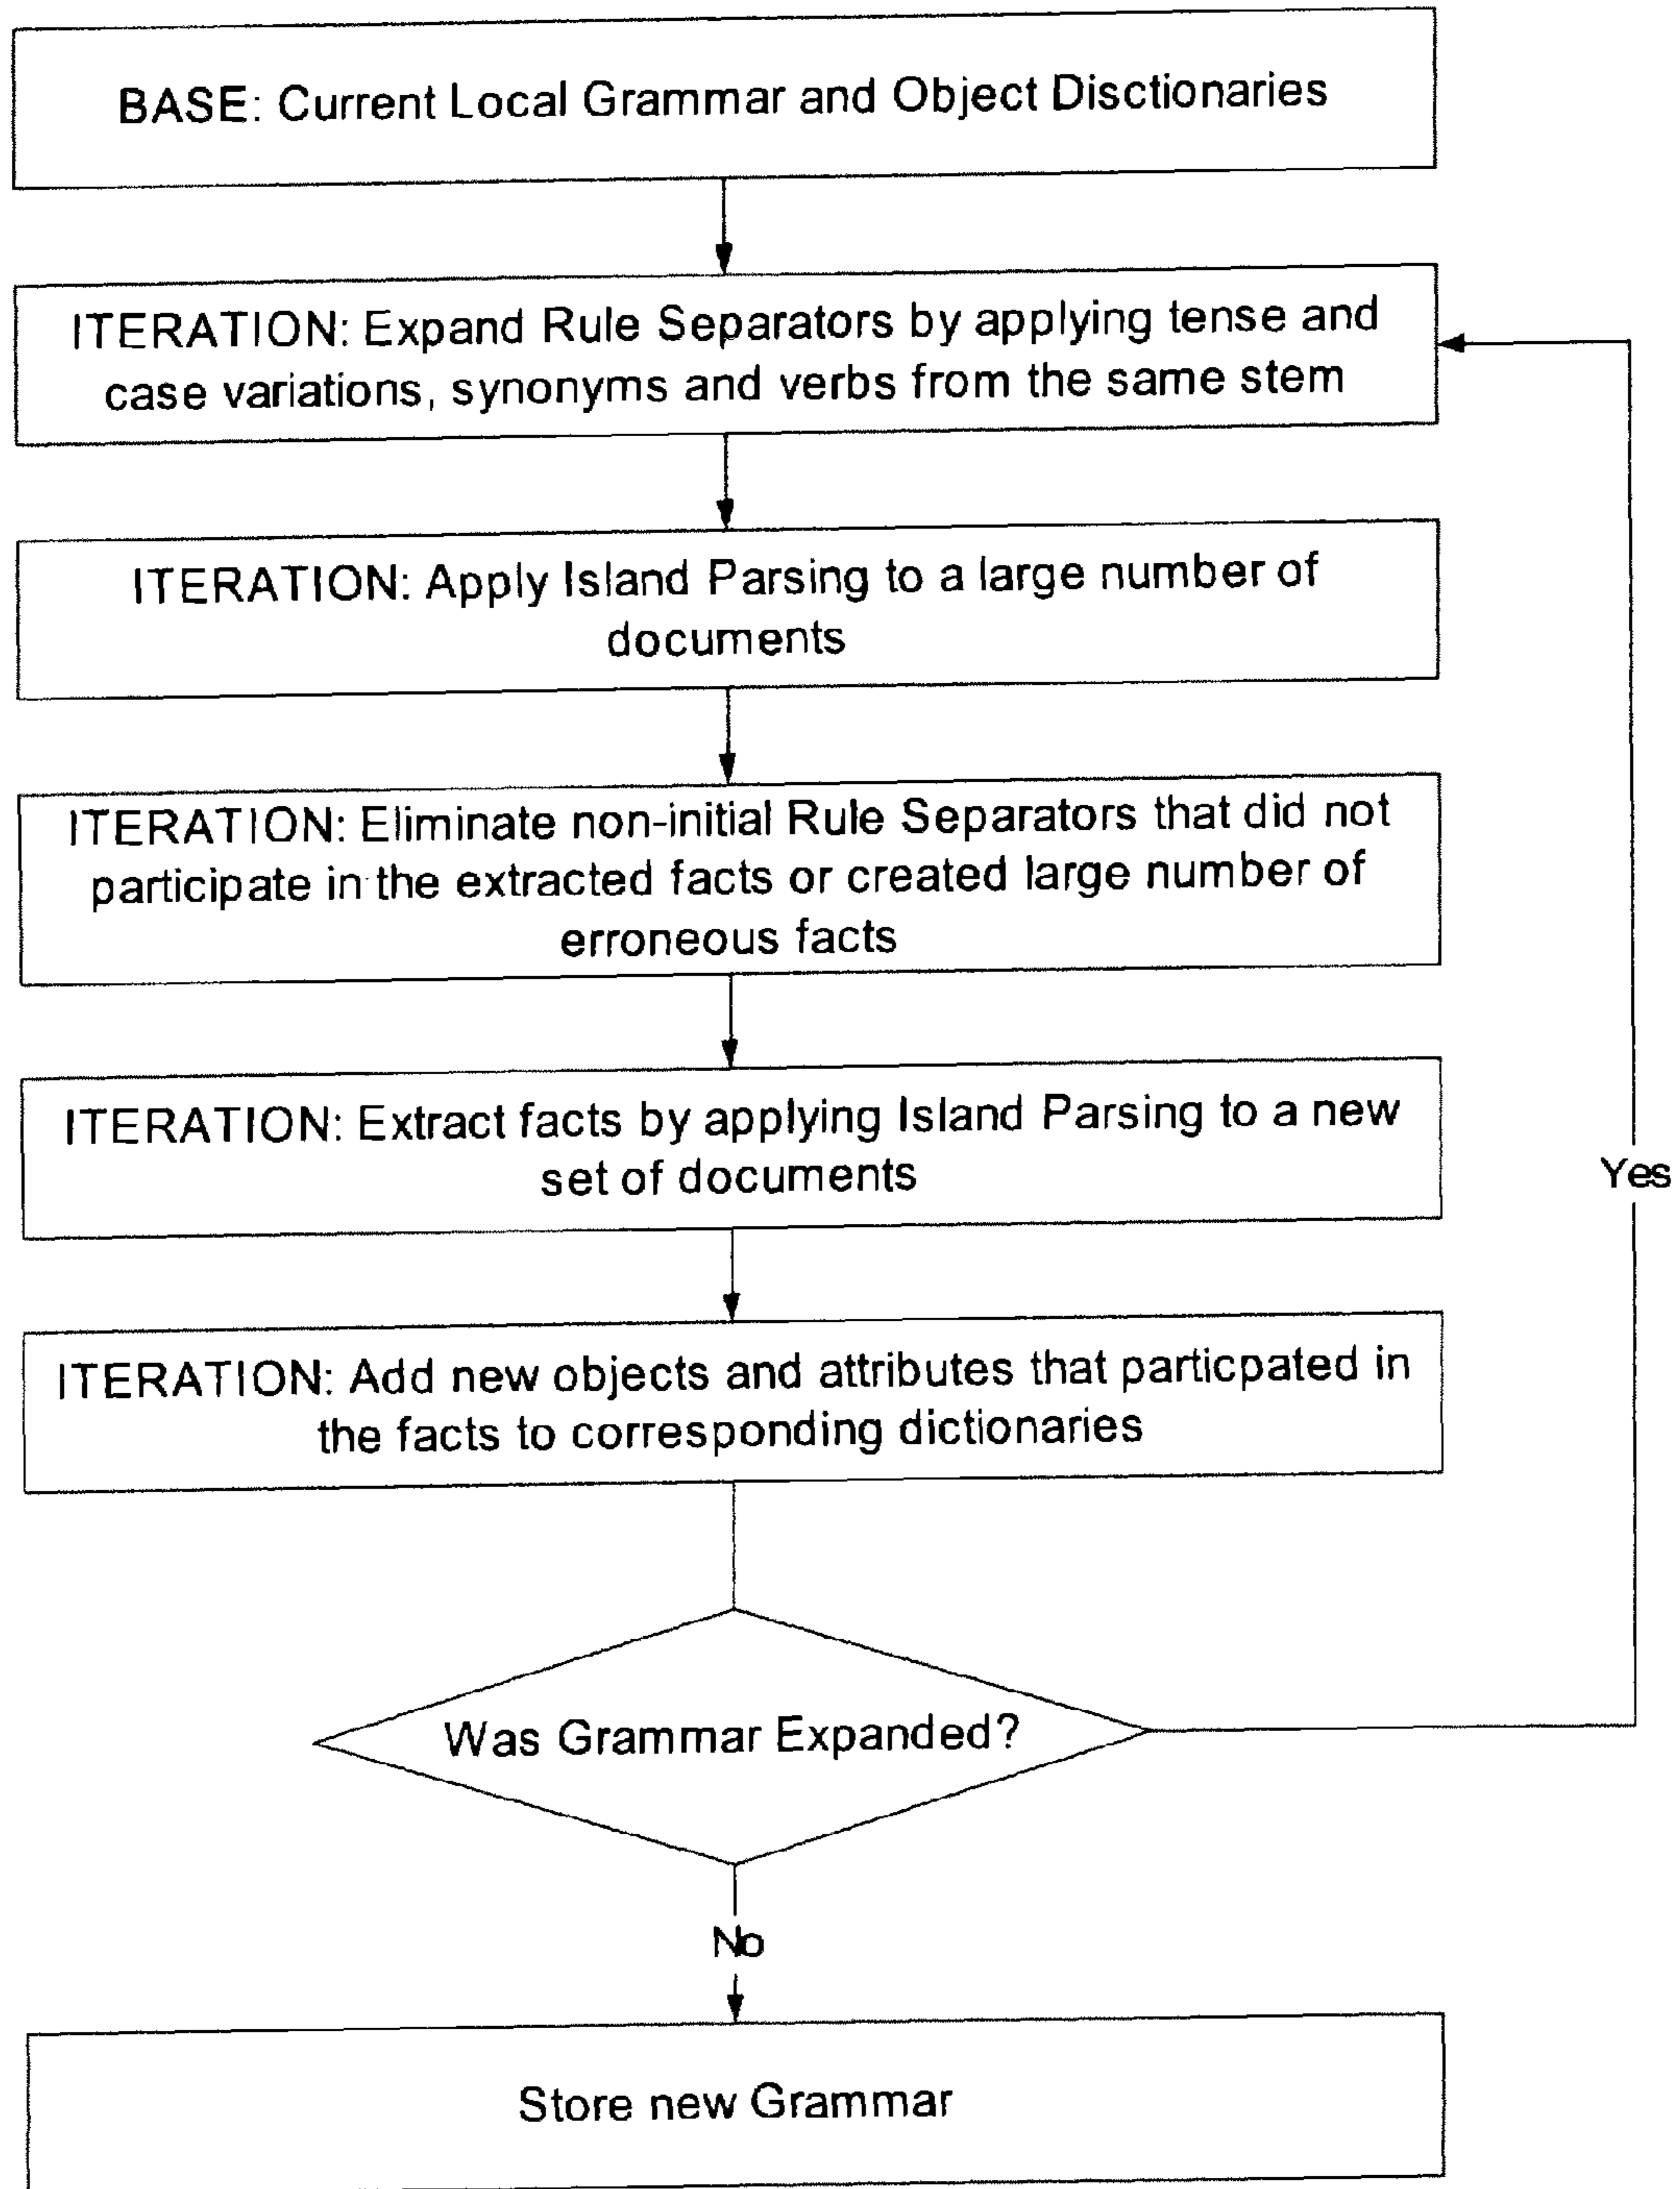 BASE: Current Local Grammar and Object Disctionaries
ITERATION: Expand Rule Separators by applying tense and
case variations, synonyms and verbs from the same stem
ITERATION: Apply Island Parsing to a large number of
documents
ITERATION: Eliminate non-initial Rule Separators that did not
participate in the extracted facts or created large number of
erroneous facts
ITERATION: Extract facts by applying Island Parsing to a new
set of documents
Yes
ITERATION: Add new objects and attributes that particpated in
the facts to corresponding dictionaries
Was Grammar Expanded?
No
Store new Grammar